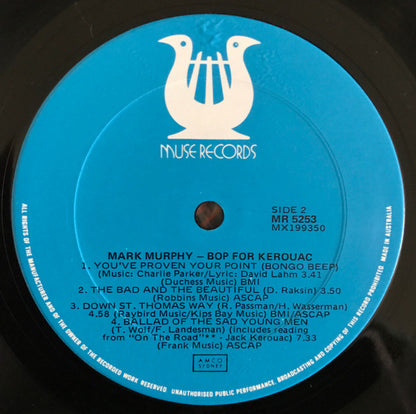 MUSE RECORDS
SIDE 2
MR 5253
MX199350
MARK MURPHY – BOP FOR KEROUAC
1. YOU'VE PROVEN YOUR POINT (BONGO BEEP)
(Music: Charlie Parker/Lyric: David Lahm 3.41
(Duchess Music) BMI
2. THE BAD AND THE BEAUTIFUL (D. Raksin) 3.50
(Robbins Music) ASCAP
3. DOWN ST. THOMAS WAY (R. Passman/H. Wasserman)
4.58 (Raybird Music/Kips Bay Music) BMI/ASCAP
4. BALLAD OF THE SAD YOUNG MEN
(T. Wolf/F. Landesman) (includes reading
from "On The Road"** - Jack Kerouac) 7.33
(Frank Music) ASCAP
AMCO
SYDNEY
ALL RIGHTS OF THE MANUFACTURER AND OF THE OWNER OF THE RECORDED WORK RESERVED UNAUTHORISED PUBLIC PERFORMANCE, BROADCASTING AND COPYING OF THIS RECORD PROHIBITED MADE IN AUSTRALIA